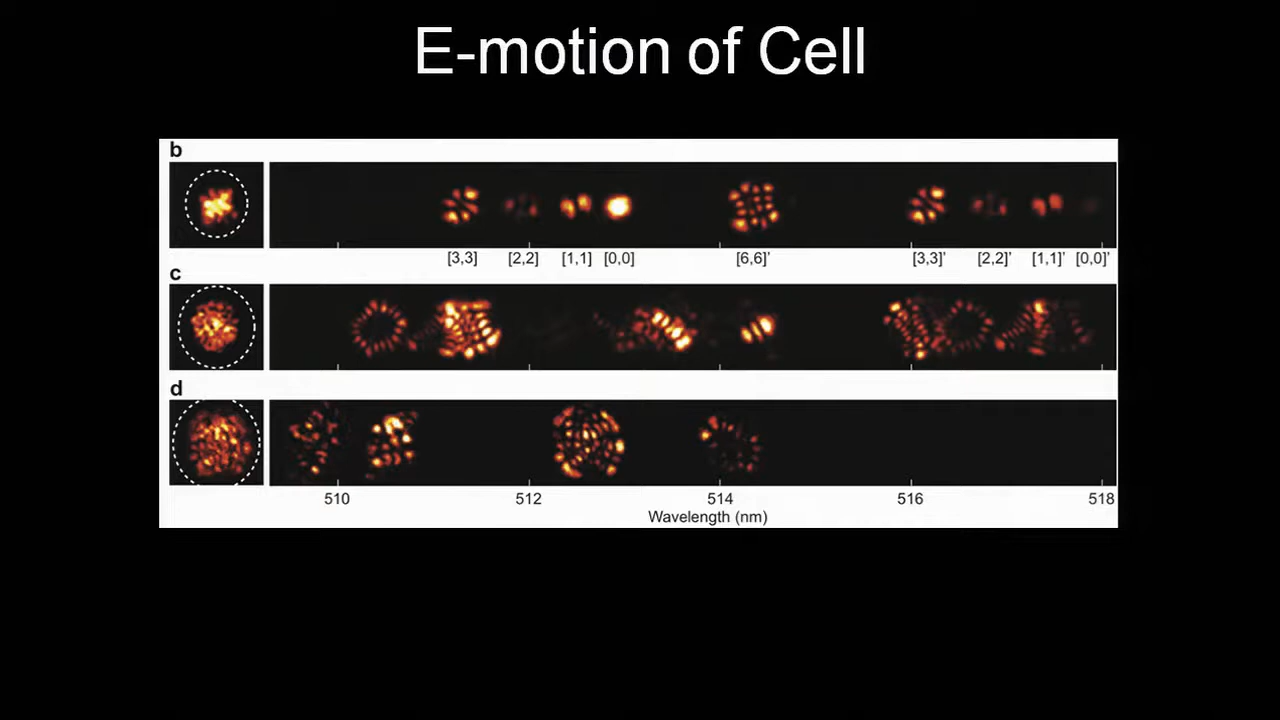 E-motion of Cell
b
[3,3] [2,2] [1,1] [0,0] [6,6]' [3,3]' [2,2]' [1,1]' [0,0]'
c
d
510 512 514 516 518
Wavelength (nm)